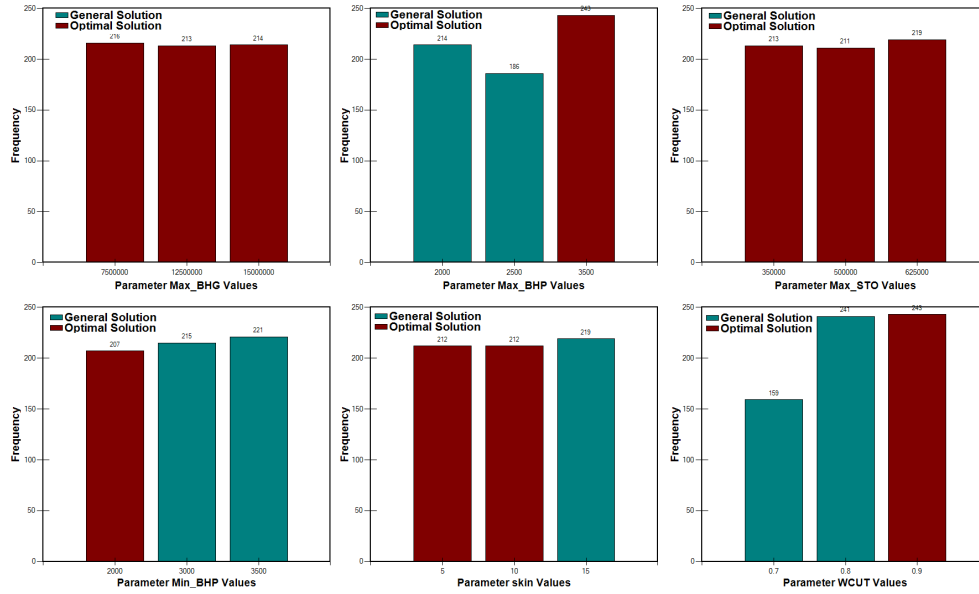 General Solution
Optimal Solution
250
200
150
100
50
0
216
213
214
Frequency
7500000 12500000 15000000
Parameter Max_BHG Values
General Solution
Optimal Solution
250
200
150
100
50
0
214
186
243
Frequency
2000 2500 3500
Parameter Max_BHP Values
General Solution
Optimal Solution
250
200
150
100
50
0
213
211
219
Frequency
350000 500000 625000
Parameter Max_STO Values
General Solution
Optimal Solution
250
200
150
100
50
0
207
215
221
Frequency
2000 3000 3500
Parameter Min_BHP Values
General Solution
Optimal Solution
250
200
150
100
50
0
212
212
219
Frequency
5 10 15
Parameter skin Values
General Solution
Optimal Solution
250
200
150
100
50
0
159
241
243
Frequency
0.7 0.8 0.9
Parameter WCUT Values